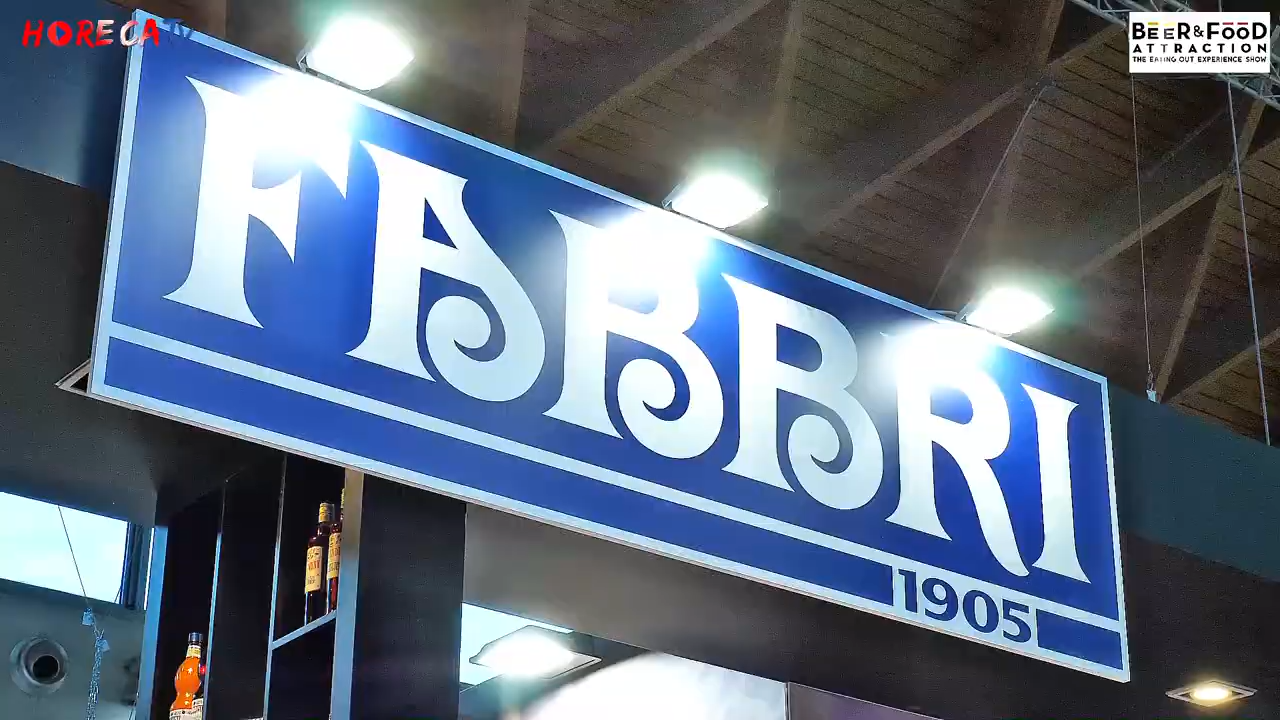 HORECA TV
BEER&FOOD
ATTRACTION
THE EATING OUT EXPERIENCE SHOW
FABBRI
1905